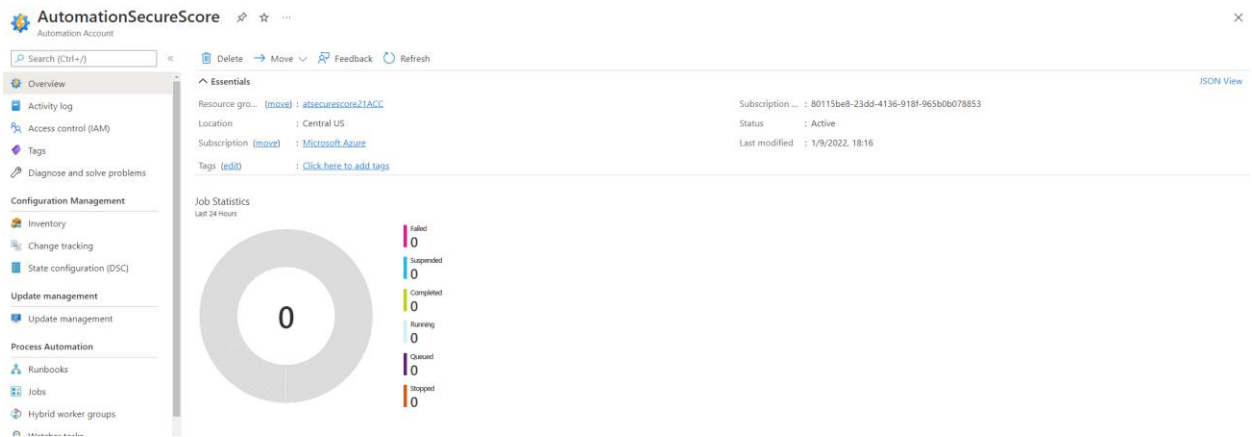 AutomationSecureScore
Automation Account
Search (Ctrl+/)
Overview
Activity log
Access control (IAM)
Tags
Diagnose and solve problems
Configuration Management
Inventory
Change tracking
State configuration (DSC)
Update management
Update management
Process Automation
Runbooks
Jobs
Hybrid worker groups
Watcher tasks
Delete Move Feedback Refresh
Essentials JSON View
Resource gro... (move) : atsecurescore21ACC
Location : Central US
Subscription (move) : Microsoft Azure
Tags (edit) : Click here to add tags
Subscription ... : 80115be8-23dd-4136-918f-965b0b078853
Status : Active
Last modified : 1/9/2022, 18:16
Job Statistics
Last 24 Hours
0
Failed
0
Suspended
0
Completed
0
Running
0
Queued
0
Stopped
0